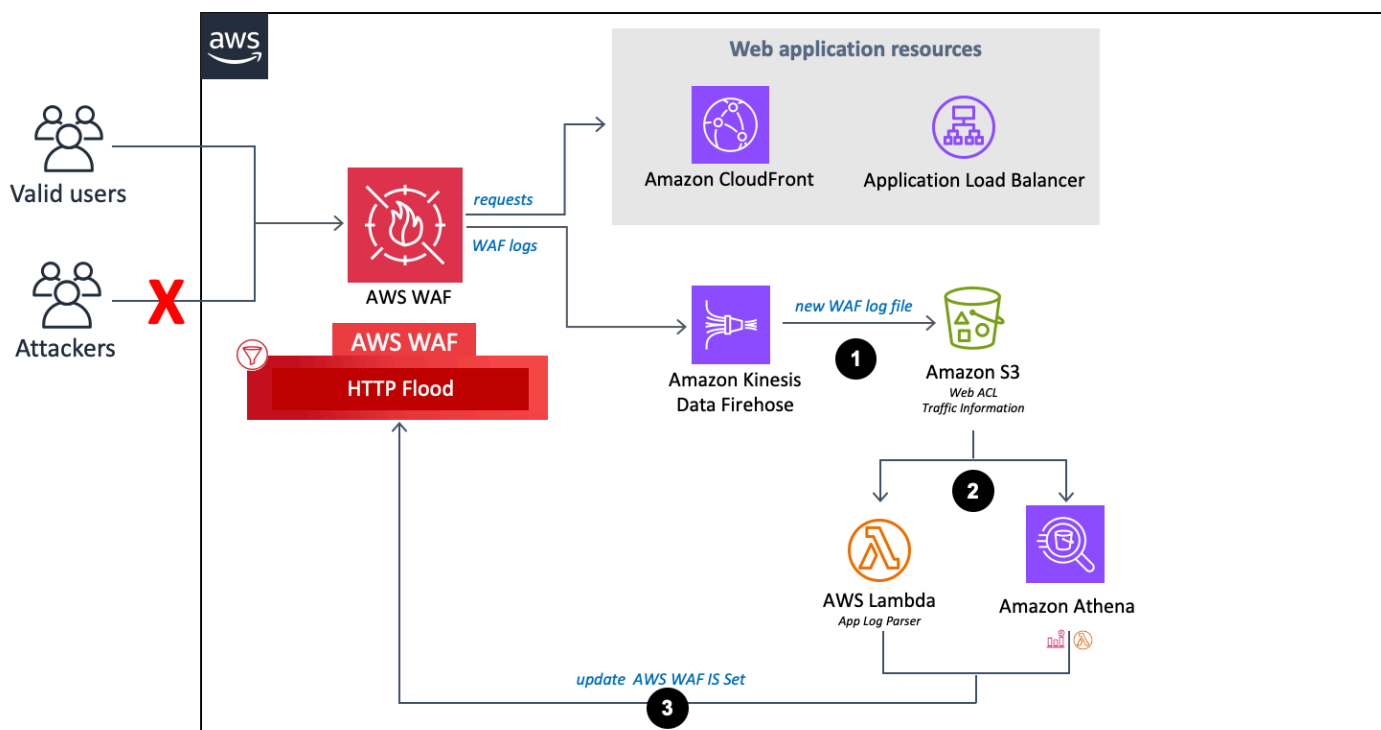 aws
Web application resources
Valid users
Amazon CloudFront
Application Load Balancer
requests
WAF logs
AWS WAF
Attackers
new WAF log file
1
AWS WAF
HTTP Flood
Amazon Kinesis
Data Firehose
Amazon S3
Web ACL
Traffic Information
2
AWS Lambda
App Log Parser
Amazon Athena
update AWS WAF IS Set
3